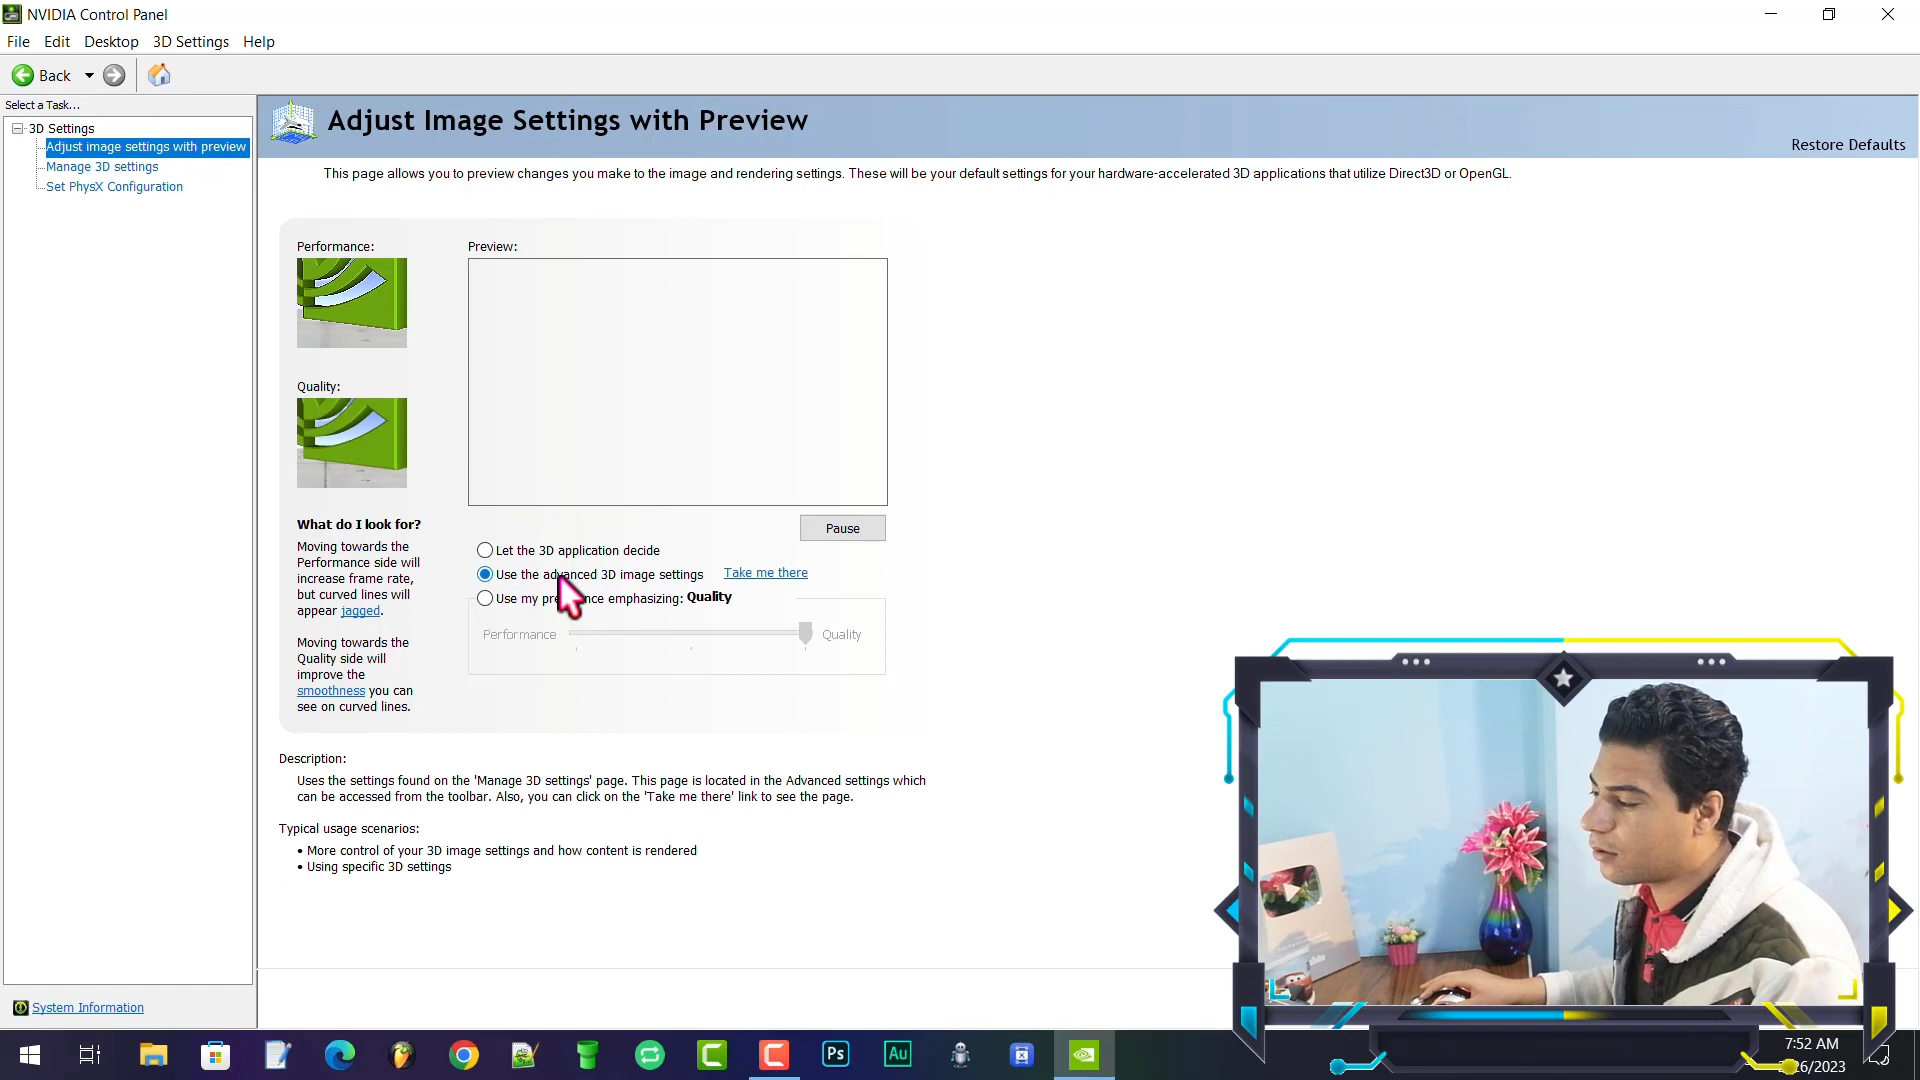 NVIDIA Control Panel
File Edit Desktop 3D Settings Help
Back
Select a Task...
3D Settings
Adjust image settings with preview
Manage 3D settings
Set PhysX Configuration
System Information
Adjust Image Settings with Preview
Restore Defaults
This page allows you to preview changes you make to the image and rendering settings. These will be your default settings for your hardware-accelerated 3D applications that utilize Direct3D or OpenGL.
Performance:
Preview:
Quality:
What do I look for?
Moving towards the
Performance side will
increase frame rate,
but curved lines will
appear jagged.
Moving towards the
Quality side will
improve the
smoothness you can
see on curved lines.
Pause
Let the 3D application decide
Use the advanced 3D image settings Take me there
Use my emphasizing: Quality
Performance Quality
Description:
Uses the settings found on the 'Manage 3D settings' page. This page is located in the Advanced settings which
can be accessed from the toolbar. Also, you can click on the 'Take me there' link to see the page.
Typical usage scenarios:
• More control of your 3D image settings and how content is rendered
• Using specific 3D settings
Ps
Au
7:52 AM
26/2023